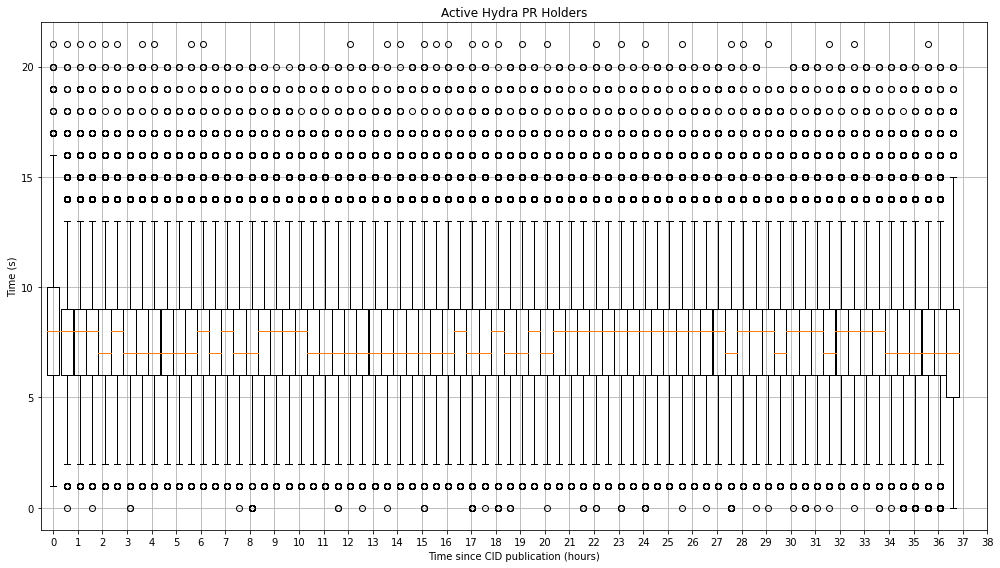 Active Hydra PR Holders
Time (s)
20
15
10
5
0
0 1 2 3 4 5 6 7 8 9 10 11 12 13 14 15 16 17 18 19 20 21 22 23 24 25 26 27 28 29 30 31 32 33 34 35 36 37 38
Time since CID publication (hours)